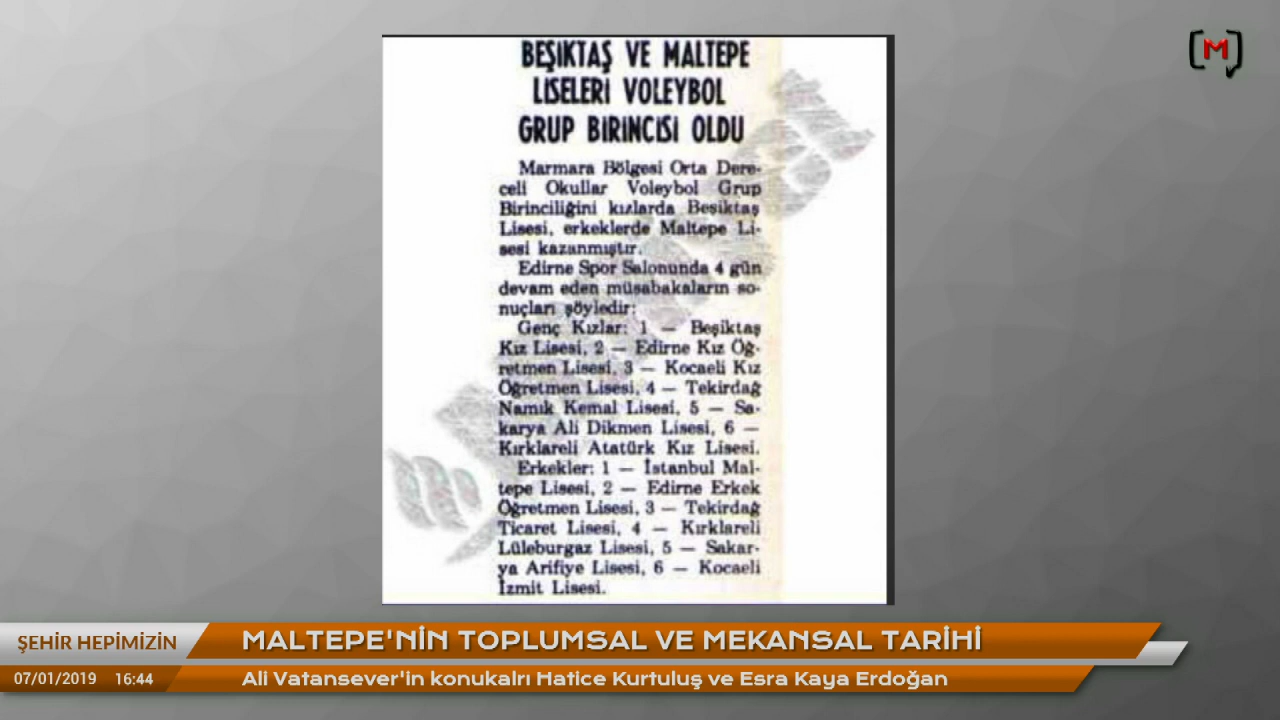 [M]
BEŞİKTAŞ VE MALTEPE
LİSELERİ VOLEYBOL
GRUP BİRİNCİSİ OLDU
Marmara Bölgesi Orta Dere-
celi Okullar Voleybol Grup
Birinciliğini kızlarda Beşiktaş
Lisesi, erkeklerde Maltepe Li-
sesi kazanmıştır.
Edirne Spor Salonunda 4 gün
devam eden müsabakaların so-
nuçları şöyledir:
Genç Kızlar: 1 — Beşiktaş
Kız Lisesi, 2 — Edirne Kız Öğ-
retmen Lisesi, 3 — Kocaeli Kız
Öğretmen Lisesi, 4 — Tekirdağ
Namık Kemal Lisesi, 5 — Sa-
karya Ali Dikmen Lisesi, 6 —
Kırklareli Atatürk Kız Lisesi.
Erkekler: 1 — İstanbul Mal-
tepe Lisesi, 2 — Edirne Erkek
Öğretmen Lisesi, 3 — Tekirdağ
Ticaret Lisesi, 4 — Kırklareli
Lüleburgaz Lisesi, 5 — Sakar-
ya Arifiye Lisesi, 6 — Kocaeli
İzmit Lisesi.
ŞEHİR HEPİMİZİN
MALTEPE'NİN TOPLUMSAL VE MEKANSAL TARİHİ
07/01/2019 16:44
Ali Vatansever'in konukalrı Hatice Kurtuluş ve Esra Kaya Erdoğan